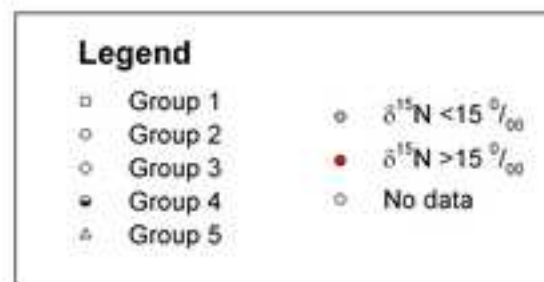 Legend
Group 1
Group 2
Group 3
Group 4
Group 5
δ¹⁵N <15 ⁰/₀₀
δ¹⁵N >15 ⁰/₀₀
No data